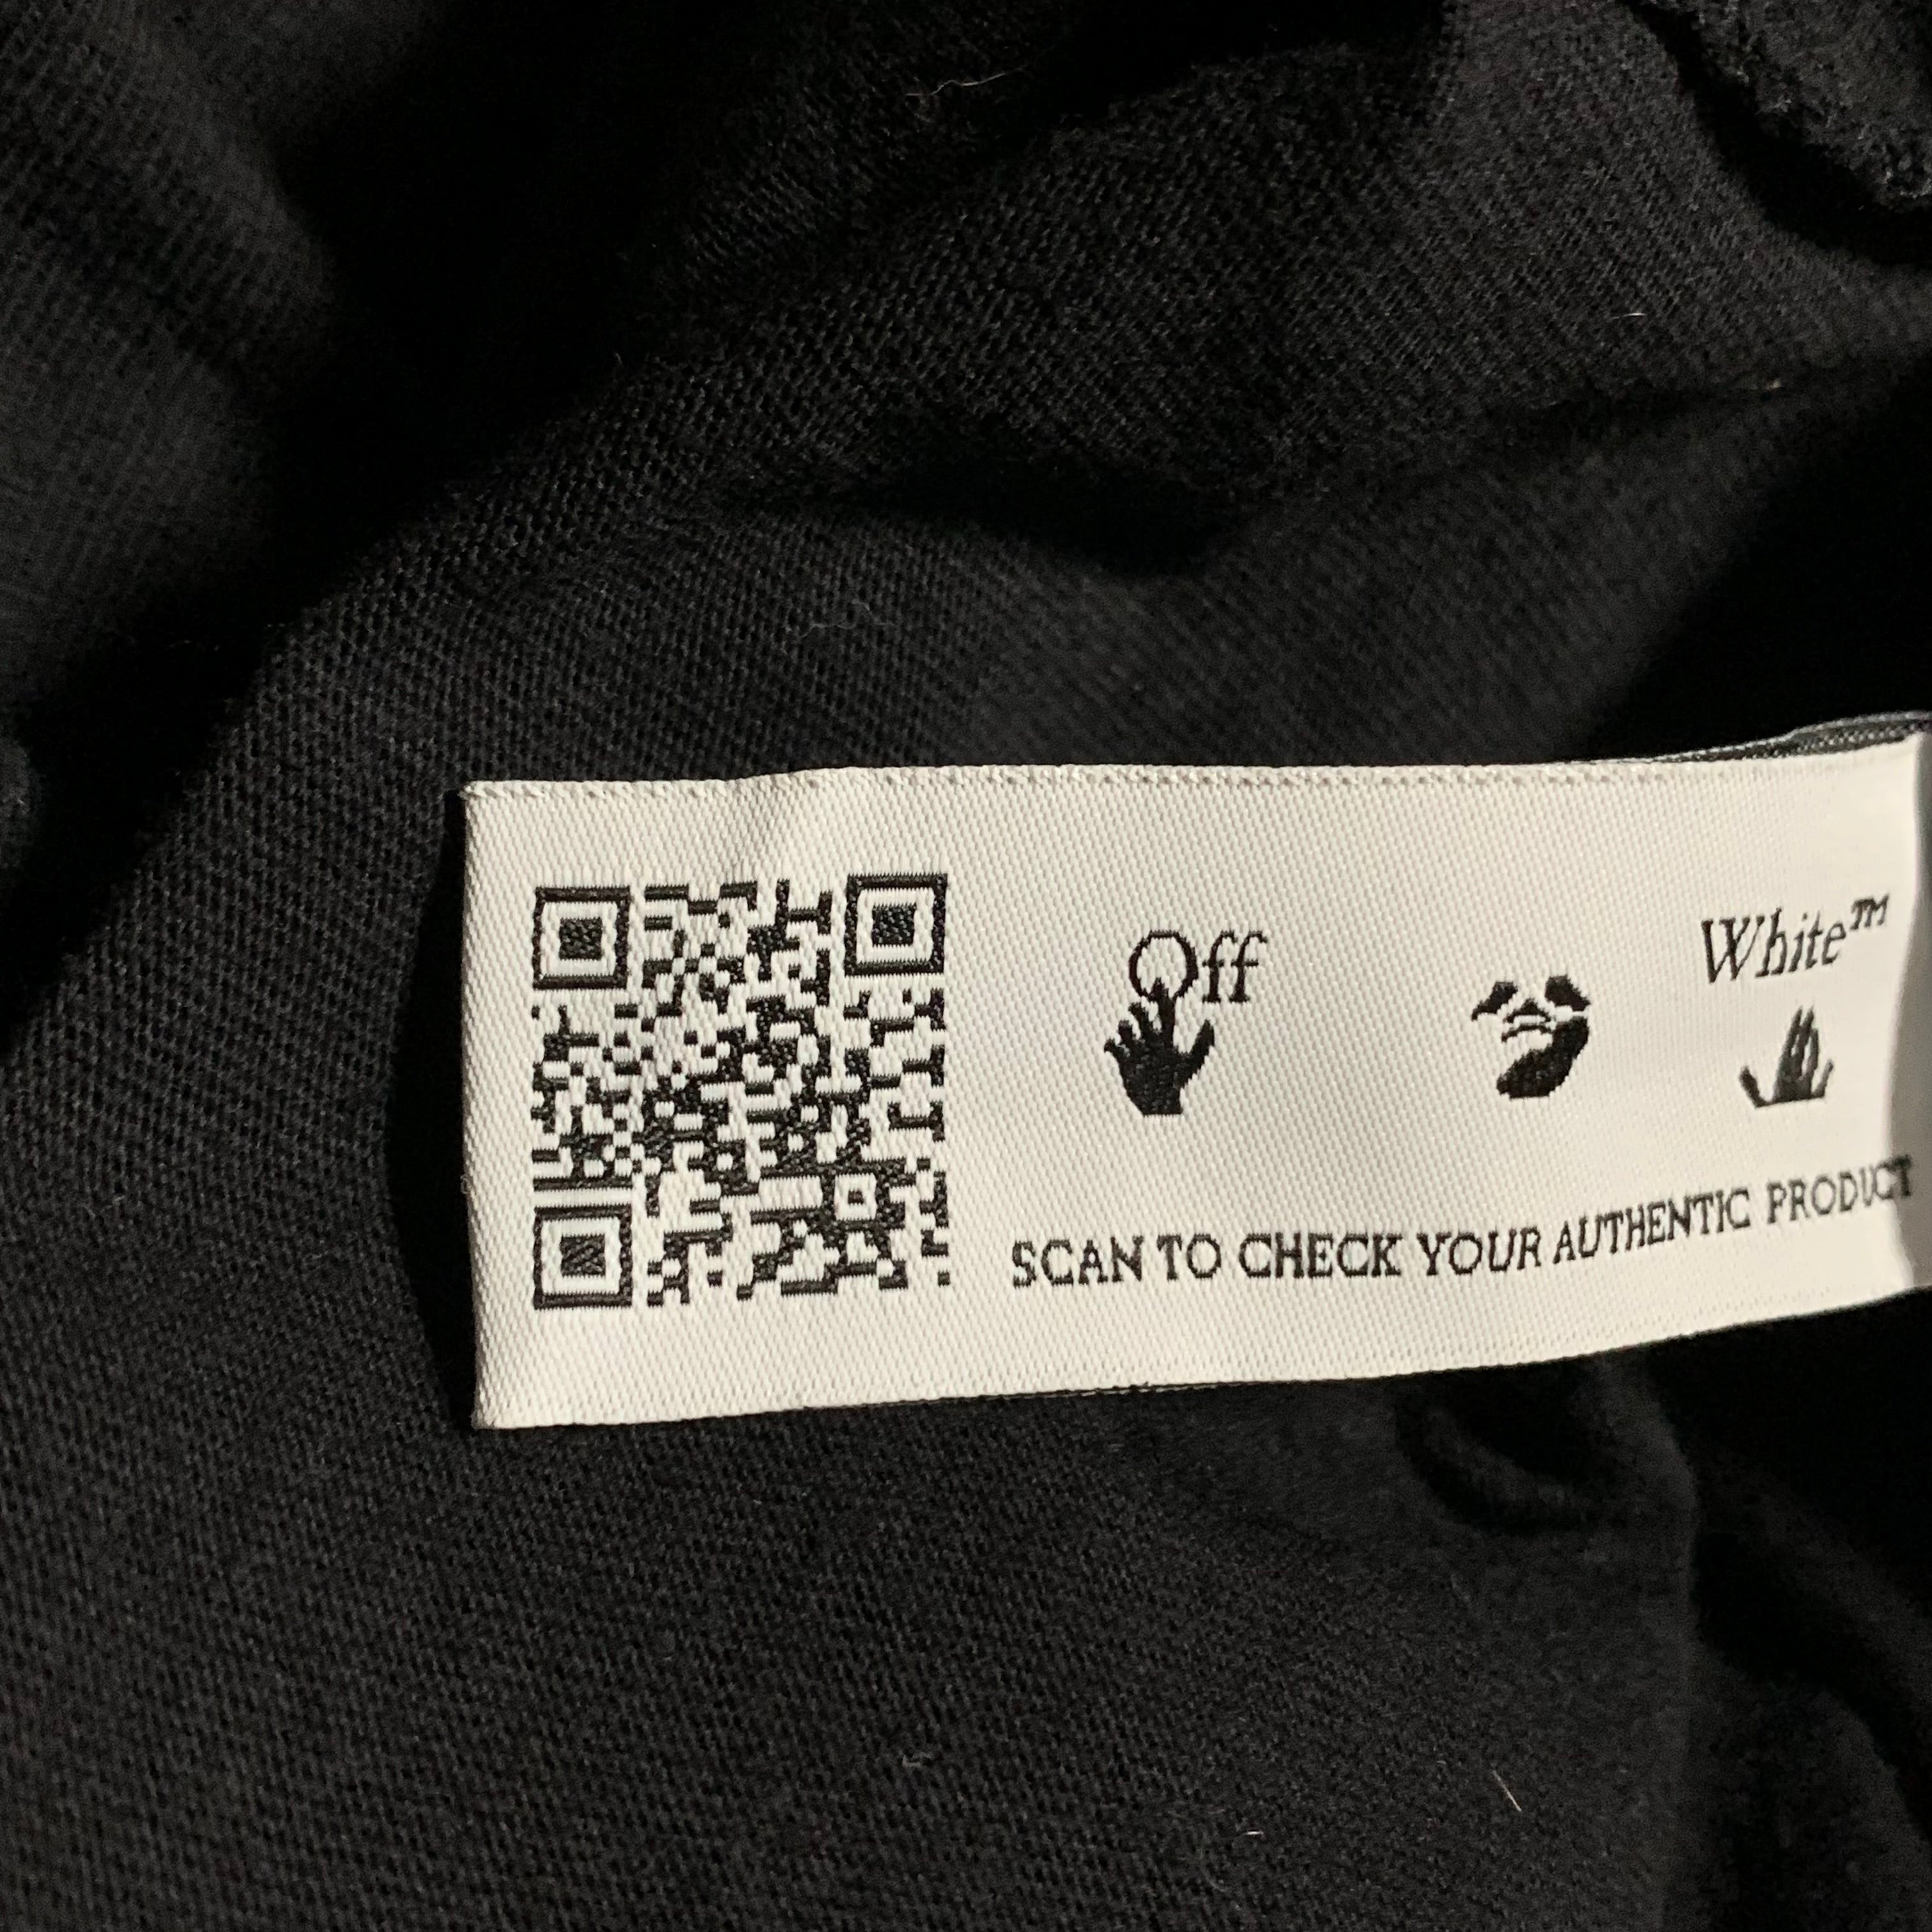 Off White™
SCAN TO CHECK YOUR AUTHENTIC PRODUCT